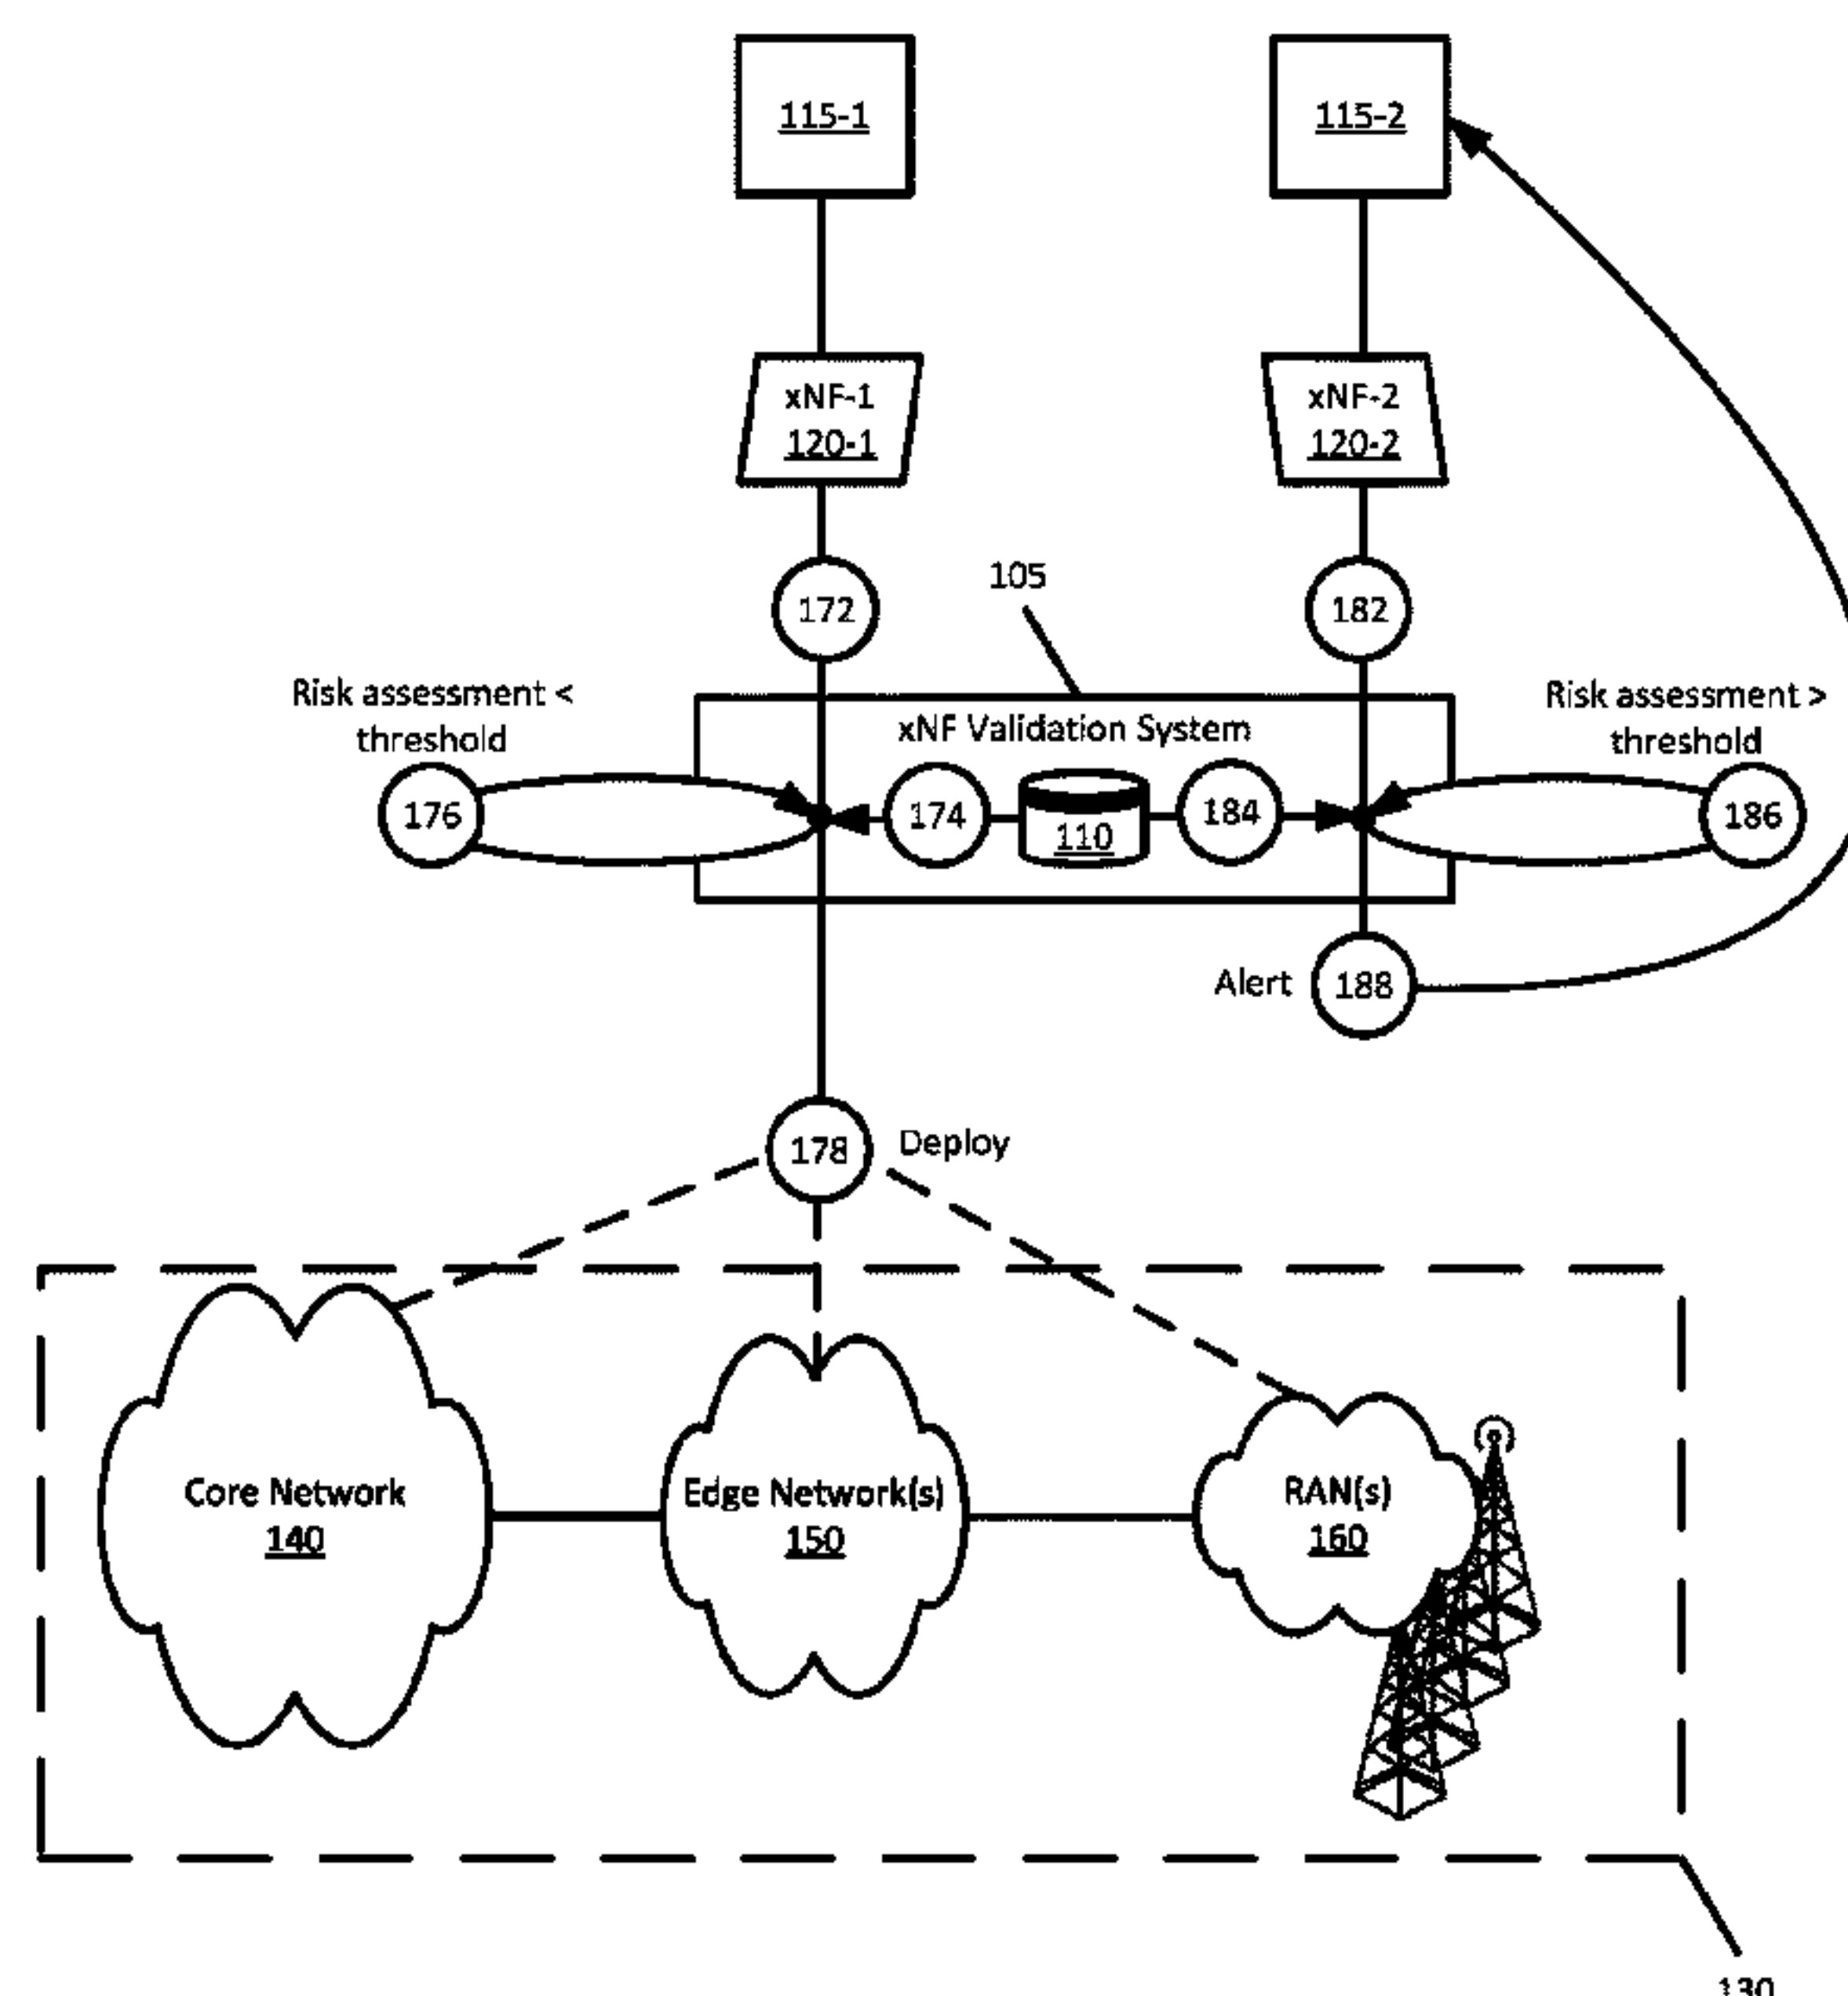 115-1
115-2
xNF-1
120-1
xNF-2
120-2
105
172
182
Risk assessment <
threshold
xNF Validation System
Risk assessment >
threshold
176
174
110
184
186
Alert
188
178
Deploy
Core Network
140
Edge Network(s)
150
RAN(s)
160
130